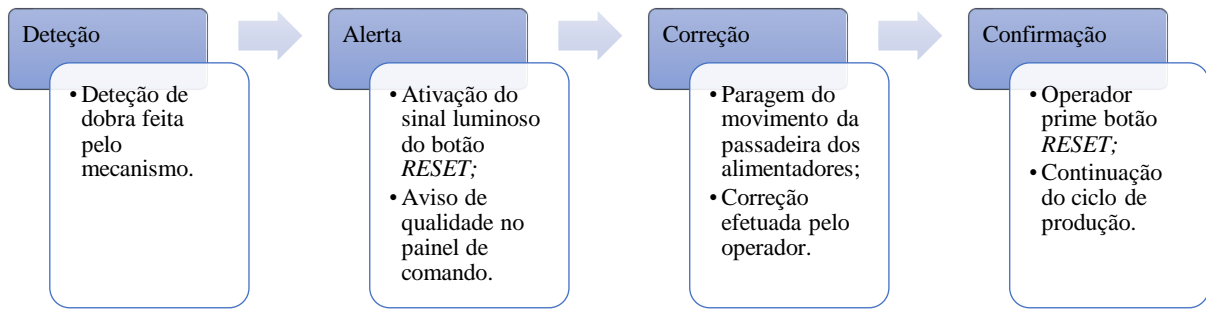 Deteção
• Deteção de
dobra feita
pelo
mecanismo.
Alerta
• Ativação do
sinal luminoso
do botão
RESET;
• Aviso de
qualidade no
painel de
comando.
Correção
• Paragem do
movimento da
passadeira dos
alimentadores;
• Correção
efetuada pelo
operador.
Confirmação
• Operador
prime botão
RESET;
• Continuação
do ciclo de
produção.